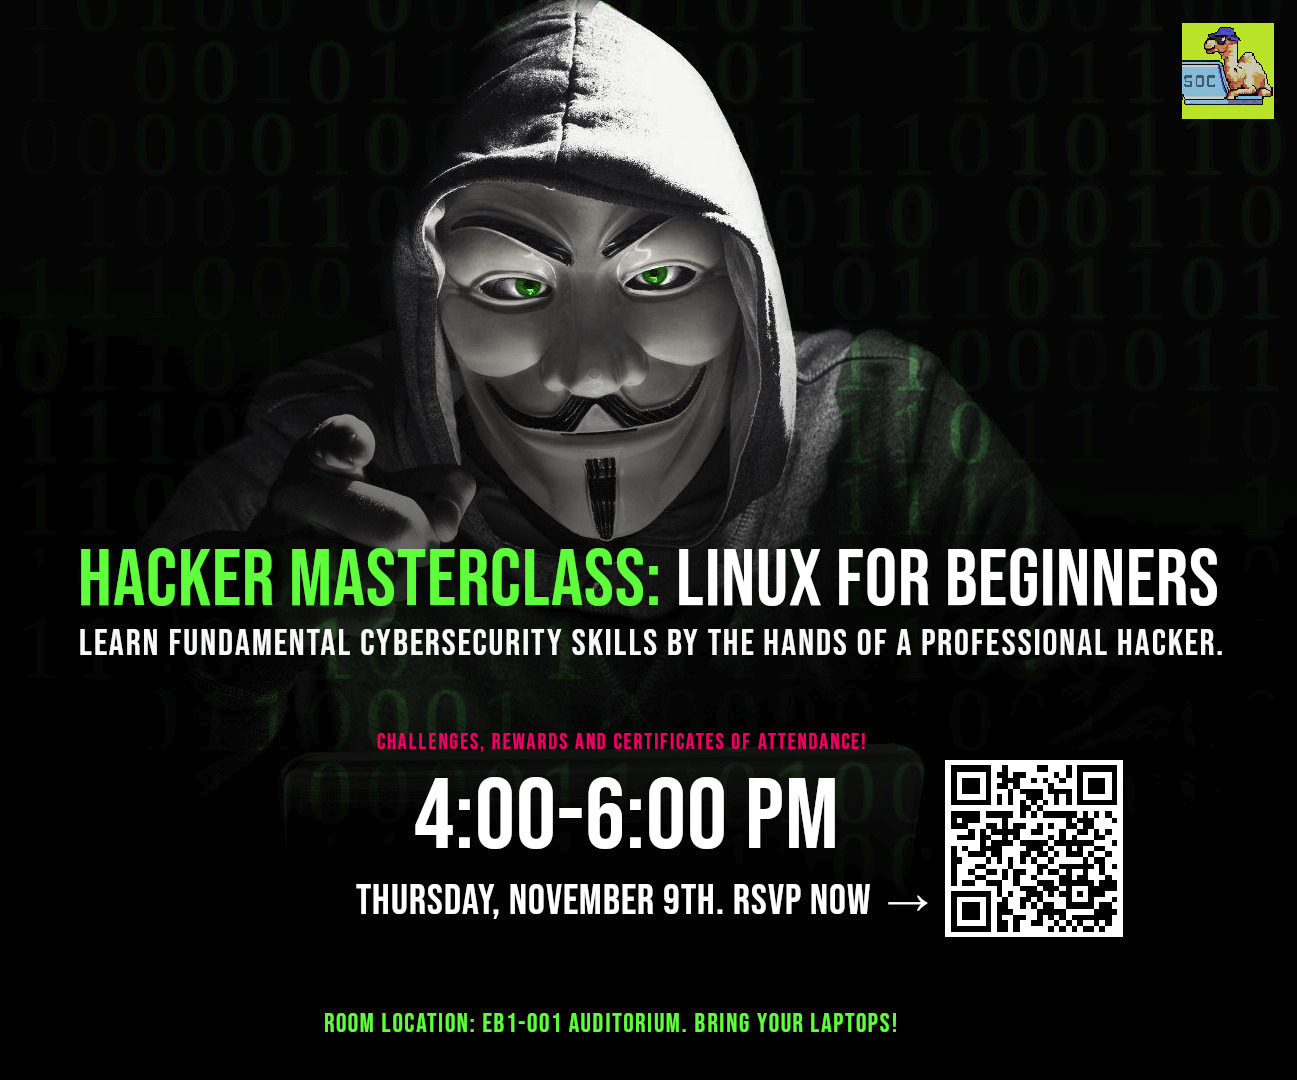 SOC
HACKER MASTERCLASS: LINUX FOR BEGINNERS
LEARN FUNDAMENTAL CYBERSECURITY SKILLS BY THE HANDS OF A PROFESSIONAL HACKER.
CHALLENGES, REWARDS AND CERTIFICATES OF ATTENDANCE!
4:00-6:00 PM
THURSDAY, NOVEMBER 9TH. RSVP NOW →
ROOM LOCATION: EB1-001 AUDITORIUM. BRING YOUR LAPTOPS!